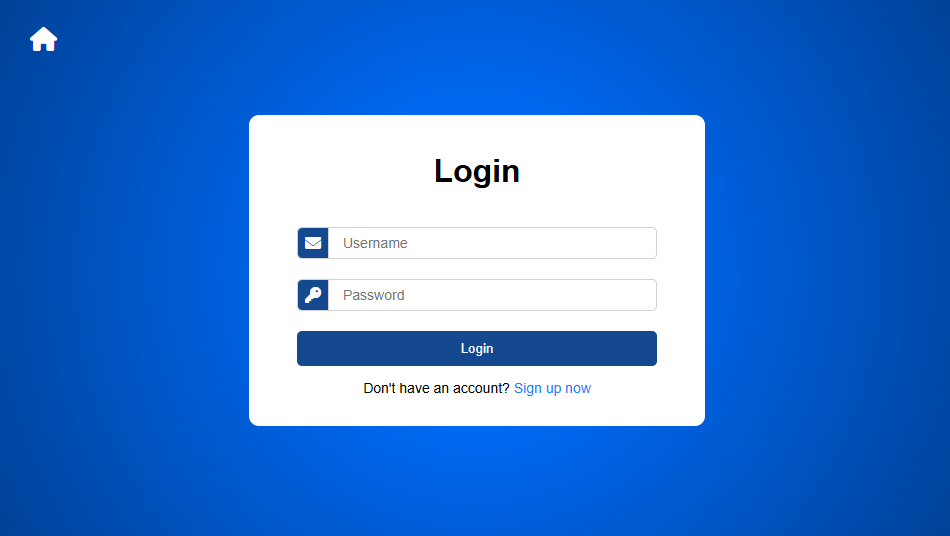 Login
Username
Password
Login
Don't have an account? Sign up now